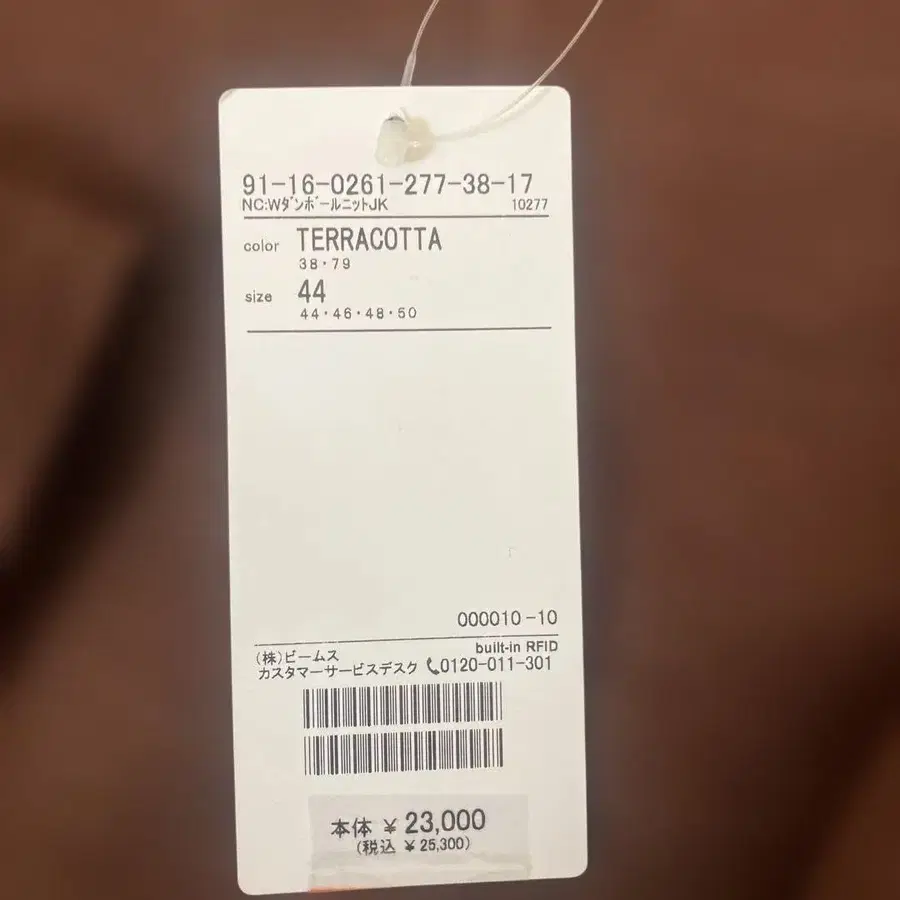 91-16-0261-277-38-17
NC:WﾀﾞﾝﾎﾞｰﾙﾆｯﾄJK 10277
color TERRACOTTA
38・79
size 44
44・46・48・50
000010-10
built-in RFID
(株)ビームス
カスタマーサービスデスク 0120-011-301
本体 ¥ 23,000
(税込 ¥ 25,300)